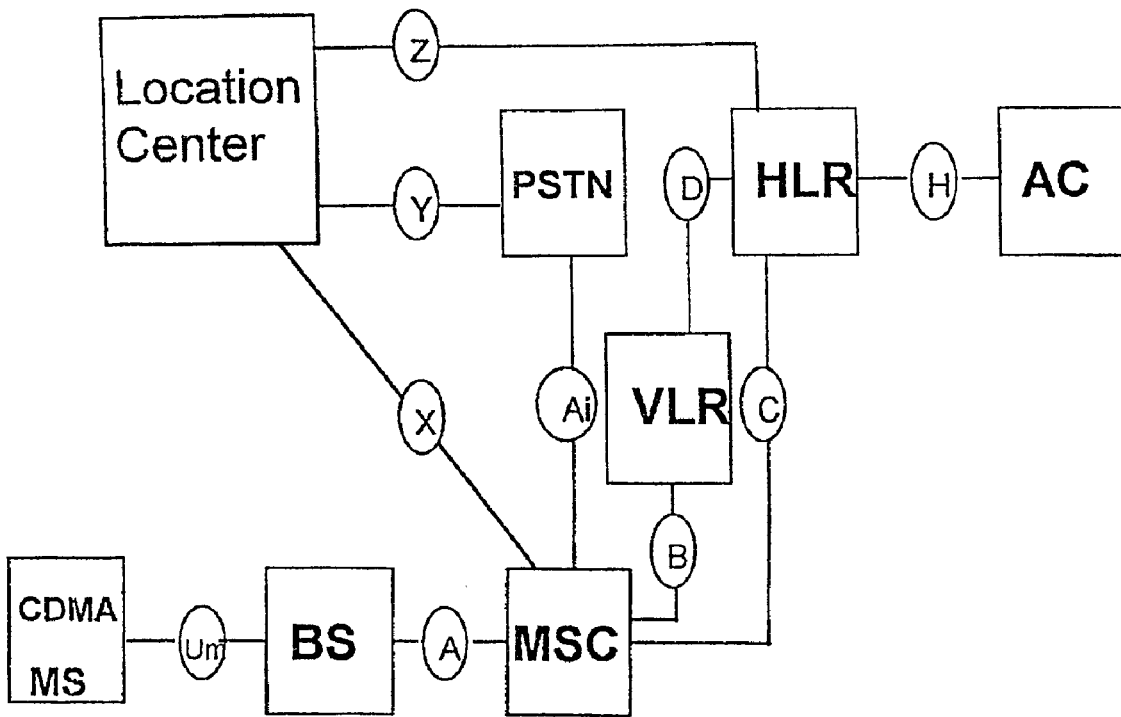 Location
Center
Z
Y
PSTN
D
HLR
H
AC
X
Ai
VLR
C
B
CDMA
MS
Um
BS
A
MSC